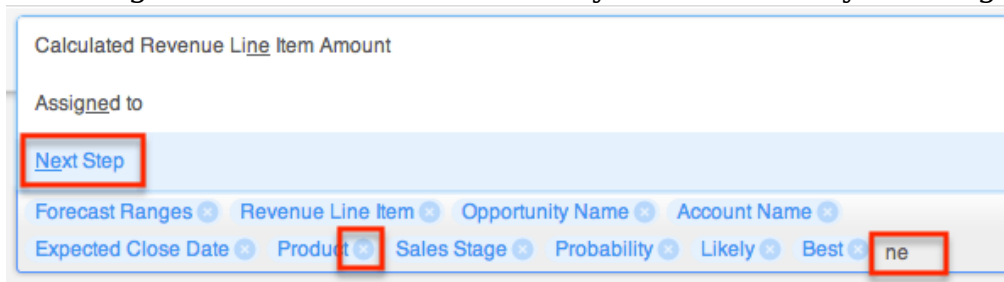 Calculated Revenue Line Item Amount
Assigned to
Next Step
Forecast Ranges Revenue Line Item Opportunity Name Account Name
Expected Close Date Product Sales Stage Probability Likely Best ne